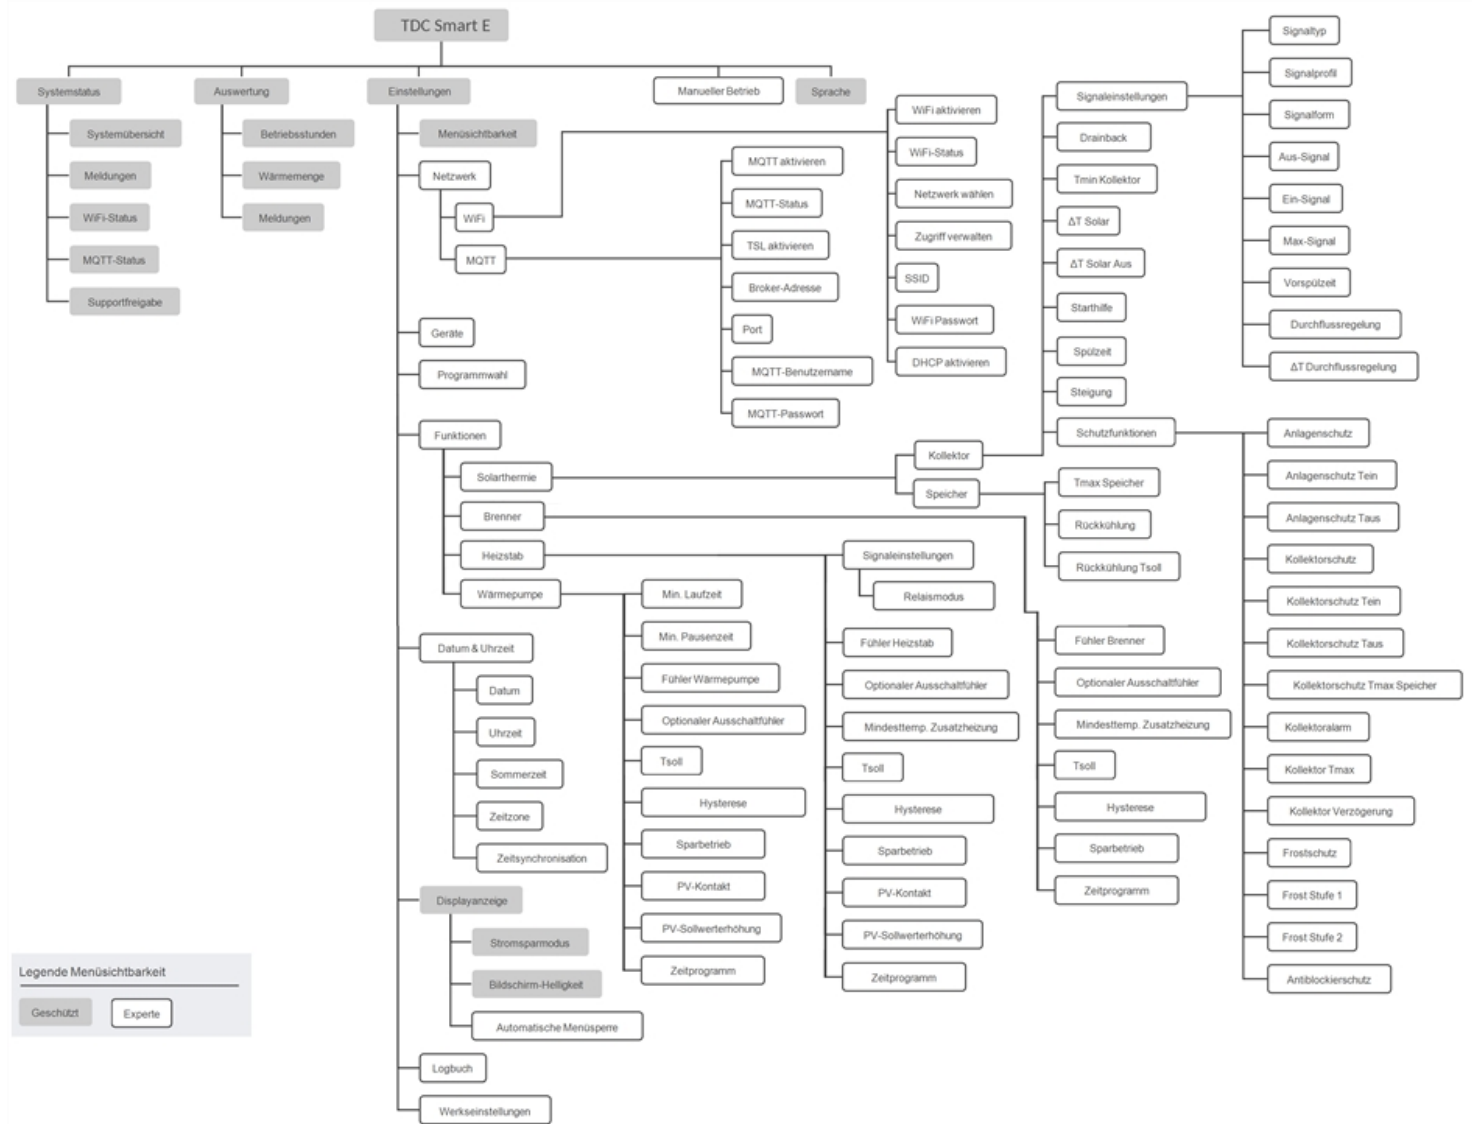 TDC Smart E
Systemstatus
Systemübersicht
Meldungen
WiFi-Status
MQTT-Status
Supportfreigabe
Auswertung
Betriebsstunden
Wärmemenge
Meldungen
Einstellungen
Menüsichtbarkeit
Netzwerk
WiFi
WiFi aktivieren
WiFi-Status
Netzwerk wählen
Zugriff verwalten
SSID
WiFi Passwort
DHCP aktivieren
MQTT
MQTT aktivieren
MQTT-Status
TSL aktivieren
Broker-Adresse
Port
MQTT-Benutzername
MQTT-Passwort
Geräte
Programmwahl
Funktionen
Solarthermie
Kollektor
Signaleinstellungen
Signaltyp
Signalprofil
Signalform
Aus-Signal
Ein-Signal
Max-Signal
Vorspülzeit
Durchflussregelung
ΔT Durchflussregelung
Drainback
Tmin Kollektor
ΔT Solar
ΔT Solar Aus
Starthilfe
Spülzeit
Steigung
Schutzfunktionen
Anlagenschutz
Anlagenschutz Tein
Anlagenschutz Taus
Kollektorschutz
Kollektorschutz Tein
Kollektorschutz Taus
Kollektorschutz Tmax Speicher
Kollektoralarm
Kollektor Tmax
Kollektor Verzögerung
Frostschutz
Frost Stufe 1
Frost Stufe 2
Antiblockierschutz
Speicher
Tmax Speicher
Rückkühlung
Rückkühlung Tsoll
Brenner
Fühler Brenner
Optionaler Ausschaltfühler
Mindesttemp. Zusatzheizung
Tsoll
Hysterese
Sparbetrieb
Zeitprogramm
Heizstab
Signaleinstellungen
Relaismodus
Fühler Heizstab
Optionaler Ausschaltfühler
Mindesttemp. Zusatzheizung
Tsoll
Hysterese
Sparbetrieb
PV-Kontakt
PV-Sollwerterhöhung
Zeitprogramm
Wärmepumpe
Min. Laufzeit
Min. Pausenzeit
Fühler Wärmepumpe
Optionaler Ausschaltfühler
Tsoll
Hysterese
Sparbetrieb
PV-Kontakt
PV-Sollwerterhöhung
Zeitprogramm
Datum & Uhrzeit
Datum
Uhrzeit
Sommerzeit
Zeitzone
Zeitsynchronisation
Displayanzeige
Stromsparmodus
Bildschirm-Helligkeit
Automatische Menüsperre
Logbuch
Werkseinstellungen
Manueller Betrieb
Sprache
Legende Menüsichtbarkeit
Geschützt
Experte